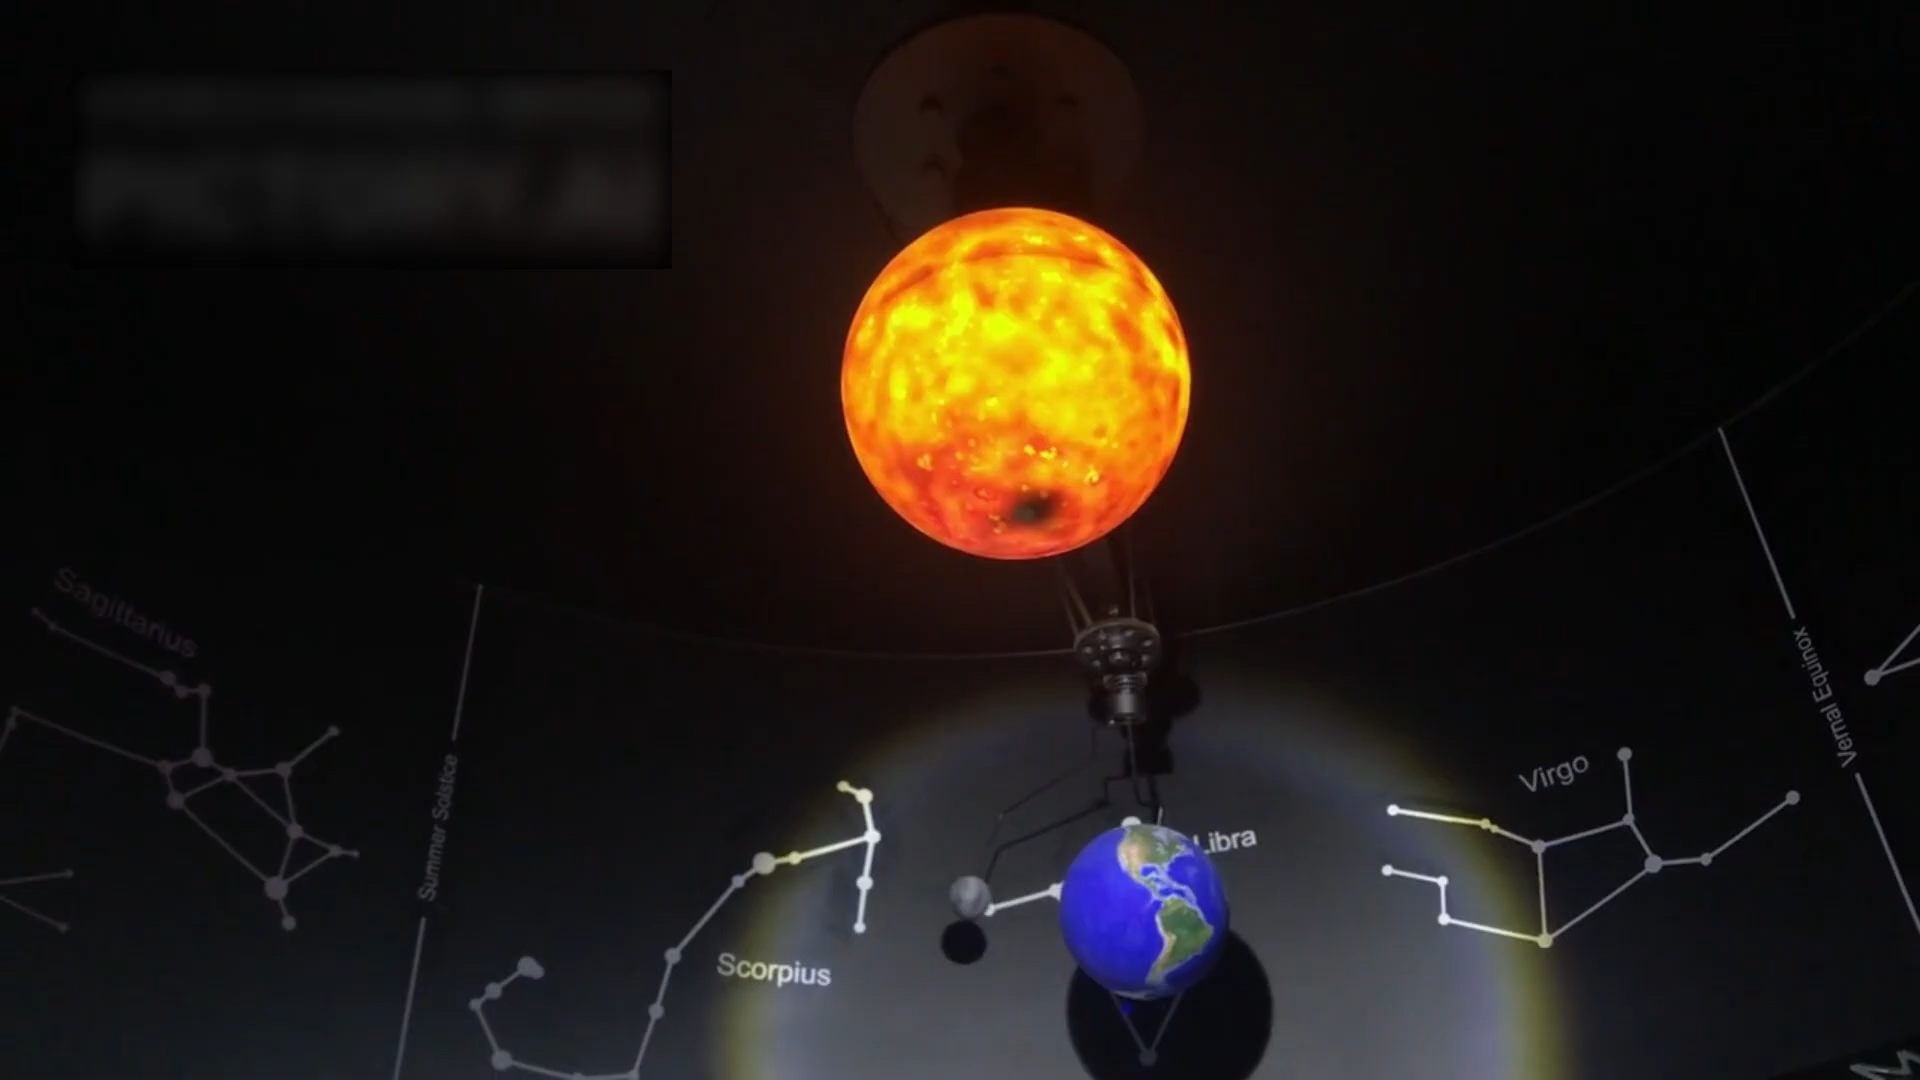 Sagittarius
Summer Solstice
Scorpius
Libra
Virgo
Vernal Equinox